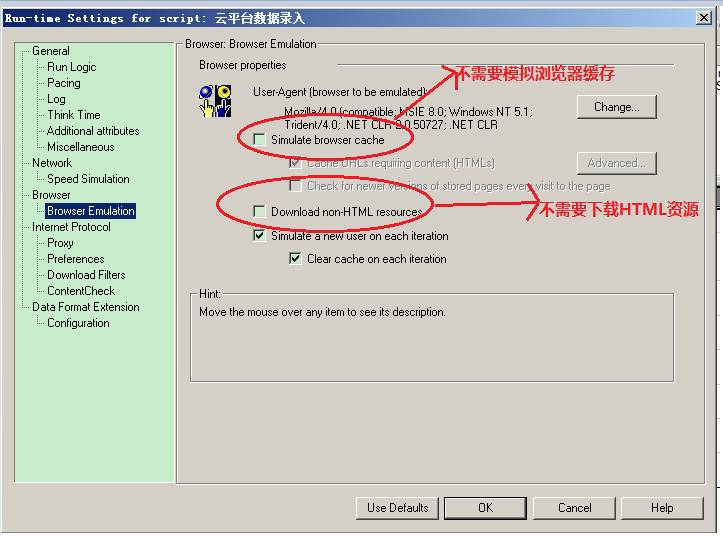 Run-time Settings for script: 云平台数据录入
General
Run Logic
Pacing
Log
Think Time
Additional attributes
Miscellaneous
Network
Speed Simulation
Browser
Browser Emulation
Internet Protocol
Proxy
Preferences
Download Filters
ContentCheck
Data Format Extension
Configuration
Browser: Browser Emulation
Browser properties
不需要模拟浏览器缓存
User-Agent (browser to be emulated):
Mozilla/4.0 (compatible; MSIE 8.0; Windows NT 5.1;
Trident/4.0; .NET CLR 2.0.50727; .NET CLR
Change...
Simulate browser cache
Cache URLs requiring content (HTMLs)
Advanced...
Check for newer versions of stored pages every visit to the page
Download non-HTML resources
不需要下载HTML资源
Simulate a new user on each iteration
Clear cache on each iteration
Hint:
Move the mouse over any item to see its description.
Use Defaults
OK
Cancel
Help